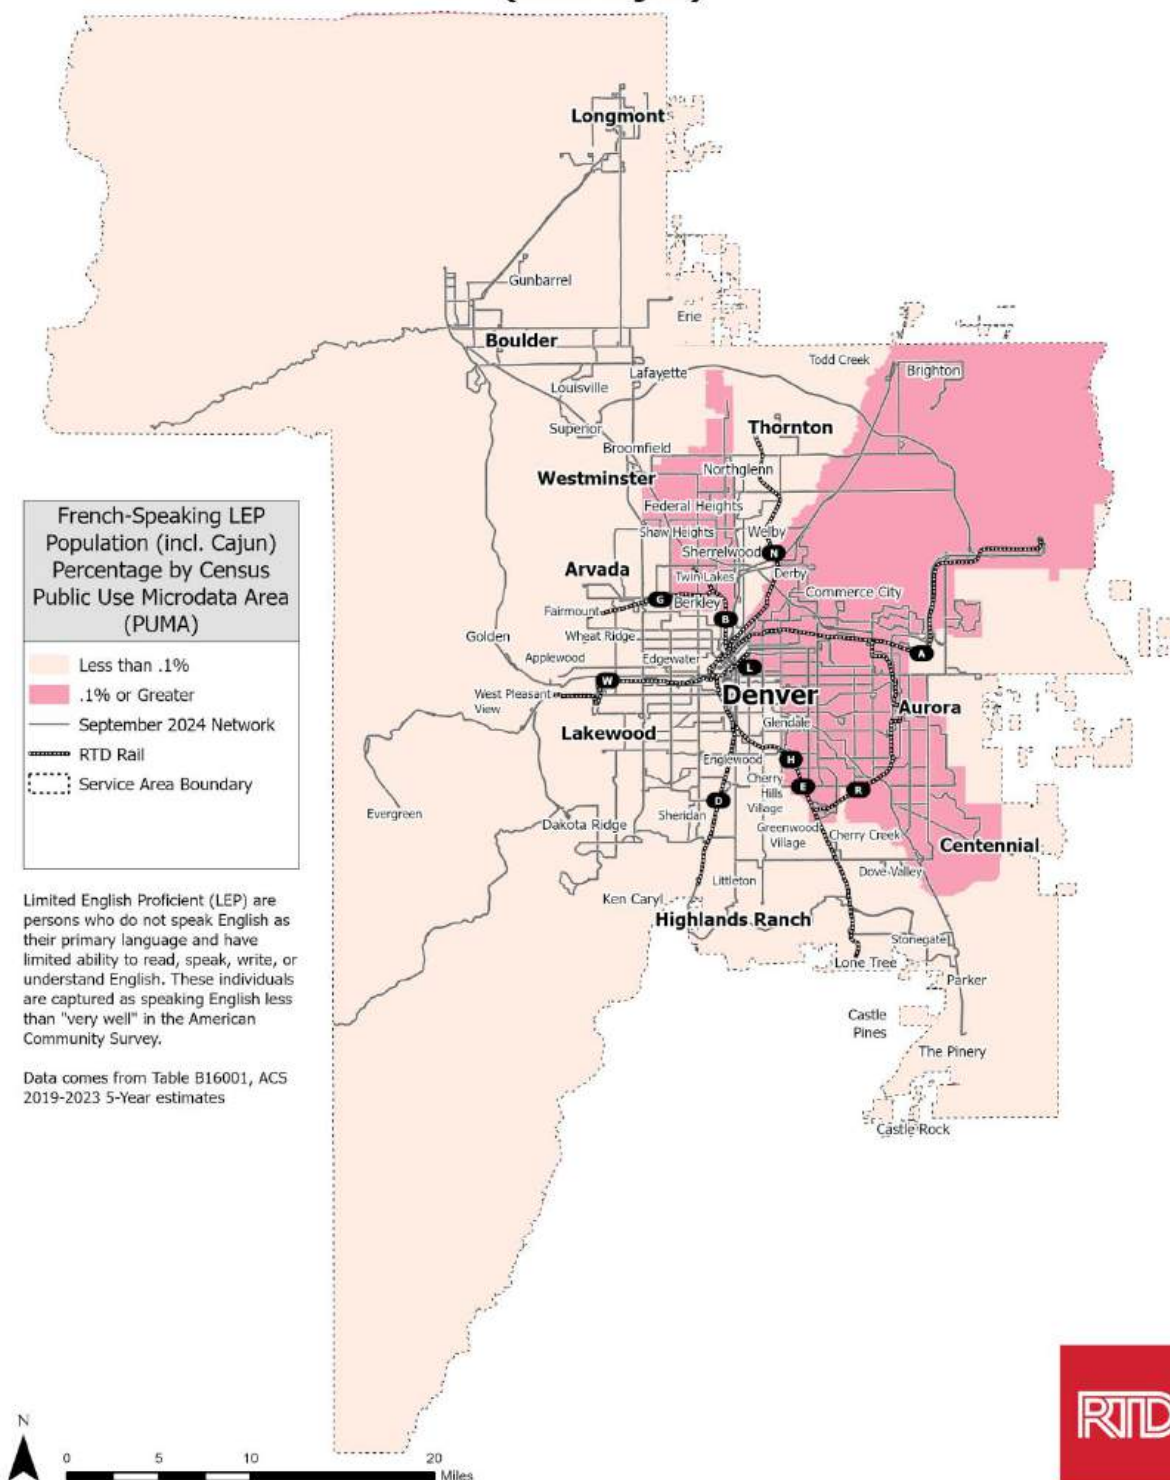 Longmont
Gunbarrel
Erie
Boulder
Todd Creek
Brighton
Lafayette
Louisville
Superior
Thornton
Broomfield
Westminster
Northglenn
Federal Heights
Shaw Heights
Welby
Sherrelwood
N
Arvada
Twin Lakes
Derby
Commerce City
G
Berkley
Fairmount
B
Golden
Wheat Ridge
Applewood
Edgewater
A
L
W
West Pleasant
View
Denver
Aurora
Lakewood
Glendale
Englewood
H
Cherry
Hills
Village
E
R
D
Evergreen
Sheridan
Dakota Ridge
Greenwood
Village
Cherry Creek
Centennial
Dove Valley
Littleton
Ken Caryl
Highlands Ranch
Stonegate
Lone Tree
Parker
Castle
Pines
The Pinery
Castle Rock
French-Speaking LEP
Population (incl. Cajun)
Percentage by Census
Public Use Microdata Area
(PUMA)
Less than .1%
.1% or Greater
September 2024 Network
RTD Rail
Service Area Boundary
Limited English Proficient (LEP) are
persons who do not speak English as
their primary language and have
limited ability to read, speak, write, or
understand English. These individuals
are captured as speaking English less
than "very well" in the American
Community Survey.
Data comes from Table B16001, ACS
2019-2023 5-Year estimates
N
0 5 10 20
Miles
RTD